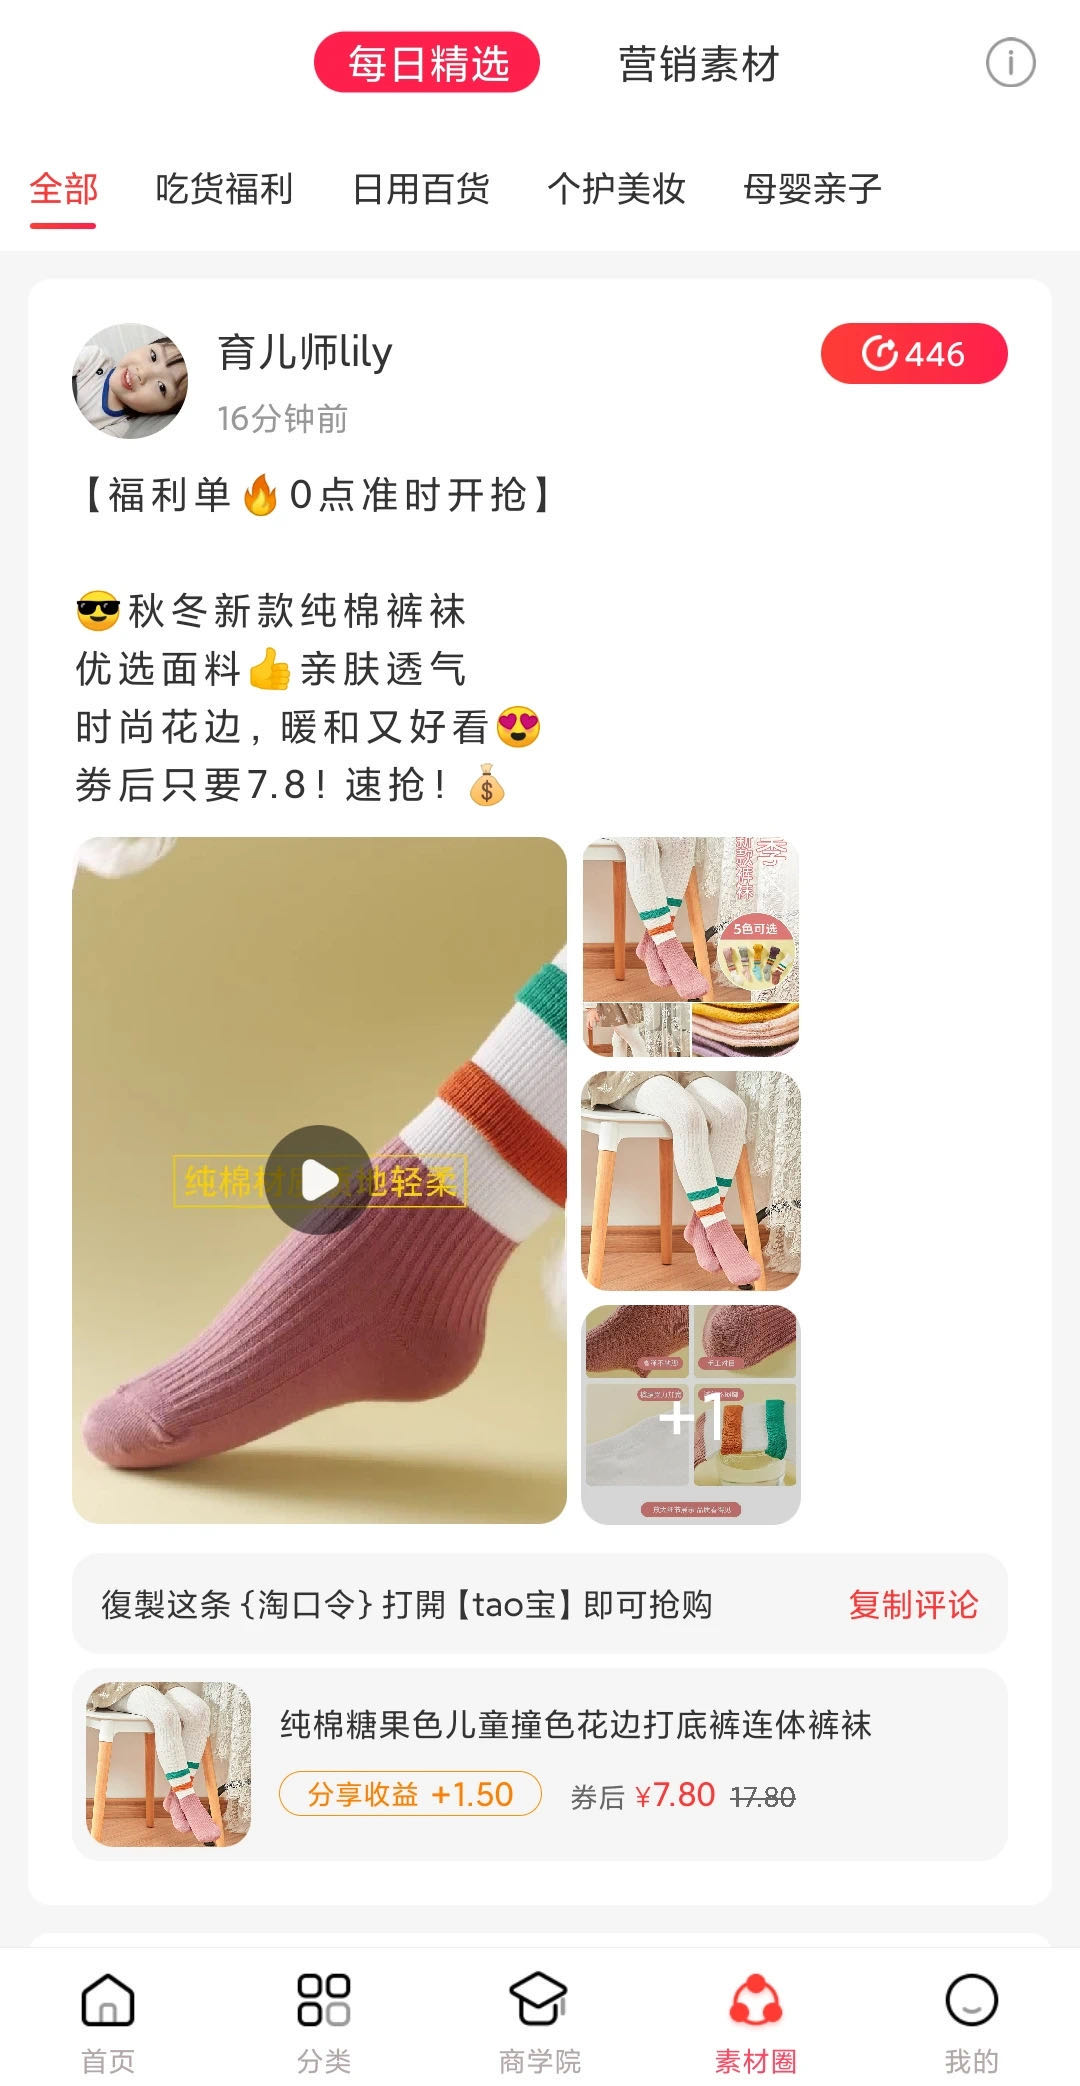 每日精选
营销素材
全部
吃货福利
日用百货
个护美妆
母婴亲子
育儿师lily
446
16分钟前
【福利单🔥0点准时开抢】
😎秋冬新款纯棉裤袜
优选面料👍亲肤透气
时尚花边，暖和又好看😍
券后只要7.8！速抢！💰
5色可选
纯棉材
地轻柔
+1
復製这条{淘口令}打開【tao宝】即可抢购
复制评论
纯棉糖果色儿童撞色花边打底裤连体裤袜
分享收益 +1.50
券后 ¥7.80 17.80
首页
分类
商学院
素材圈
我的